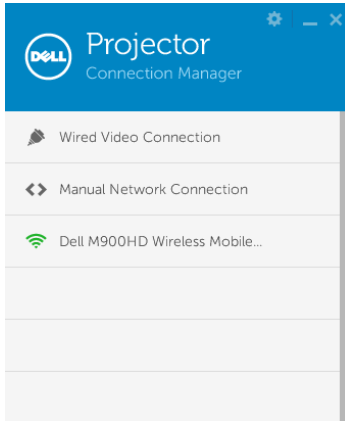 DELL
Projector
Connection Manager
Wired Video Connection
Manual Network Connection
Dell M900HD Wireless Mobile...